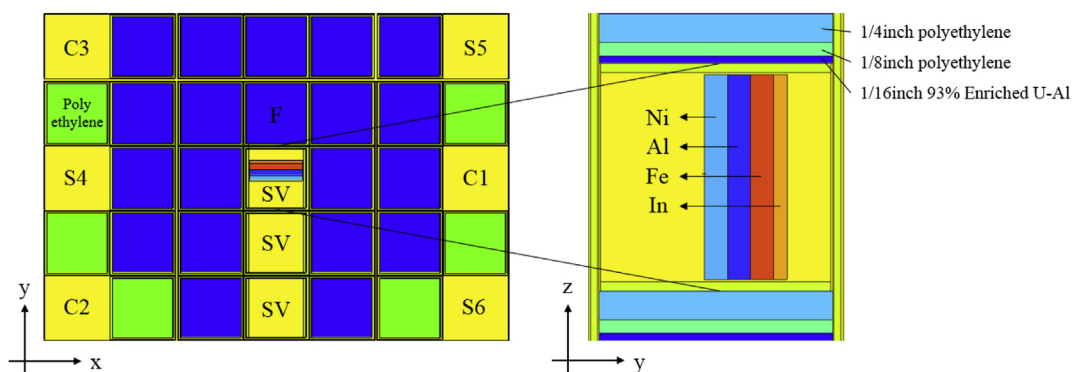 C3
S5
Poly
ethylene
F
S4
SV
C1
SV
C2
SV
S6
y
x
1/4inch polyethylene
1/8inch polyethylene
1/16inch 93% Enriched U-Al
Ni
Al
Fe
In
z
y